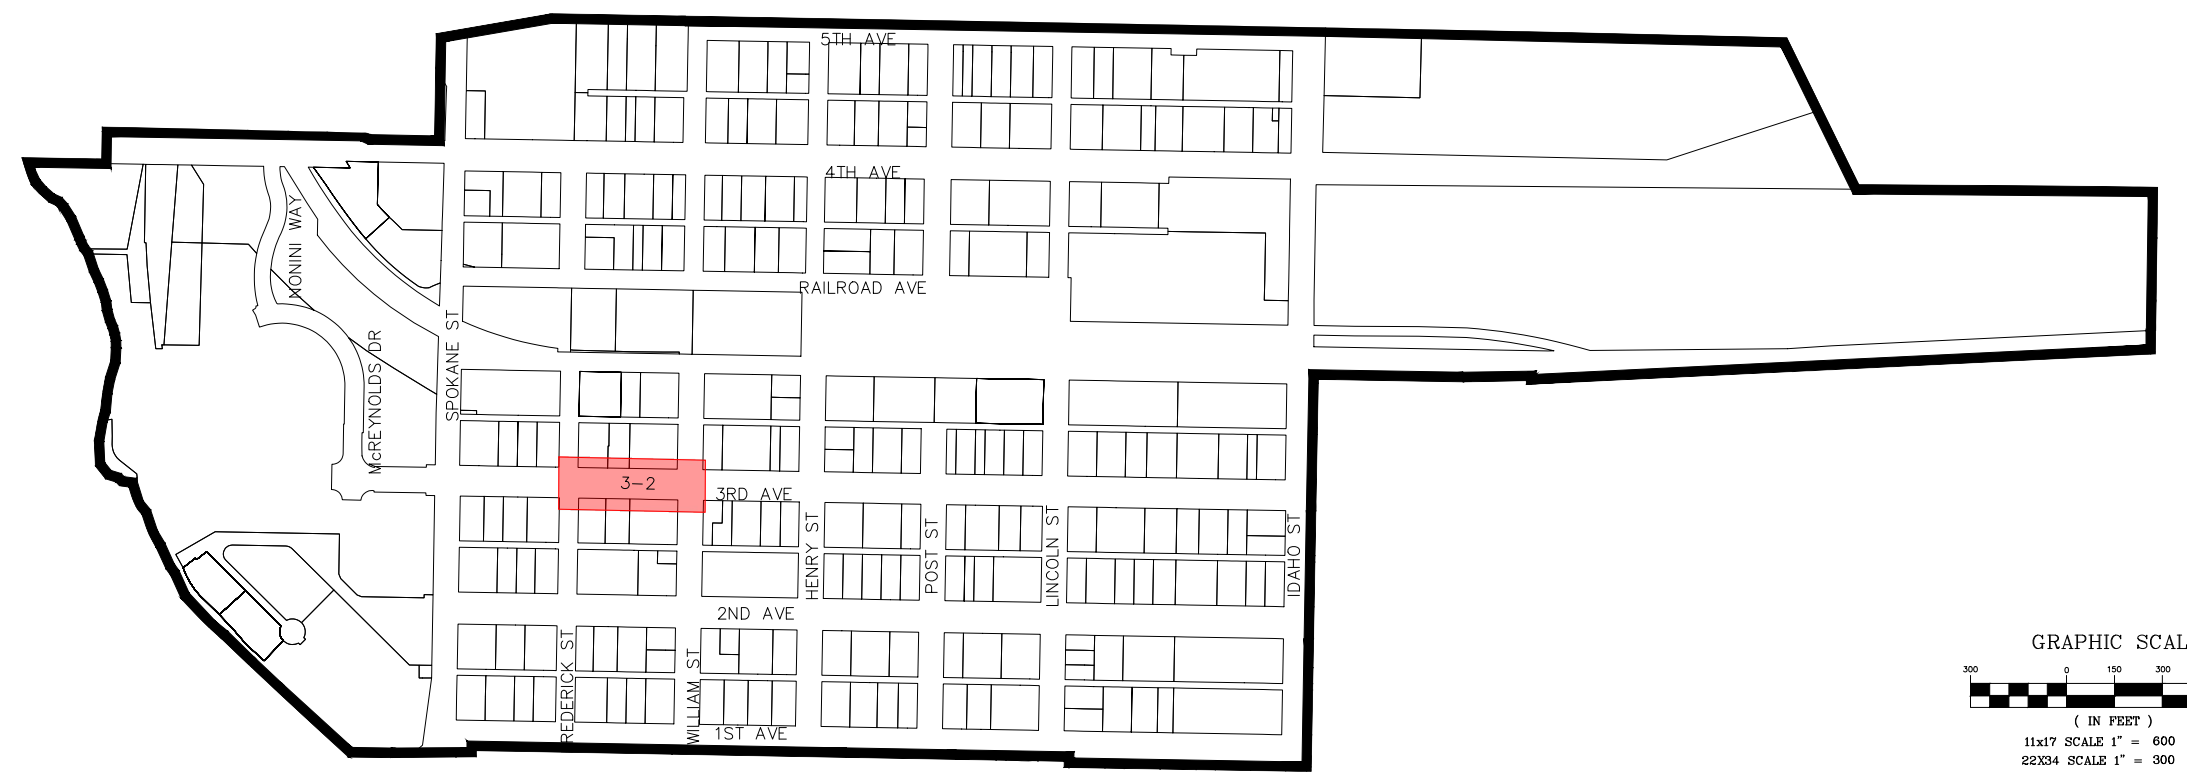 5TH AVE
4TH AVE
MONINI WAY
RAILROAD AVE
SPOKANE ST
McREYNOLDS DR
3-2
3RD AVE
HENRY ST
POST ST
LINCOLN ST
IDAHO ST
2ND AVE
FREDERICK ST
WILLIAM ST
1ST AVE
GRAPHIC SCAL
300 0 150 300
( IN FEET )
11x17 SCALE 1" = 600
22X34 SCALE 1" = 300